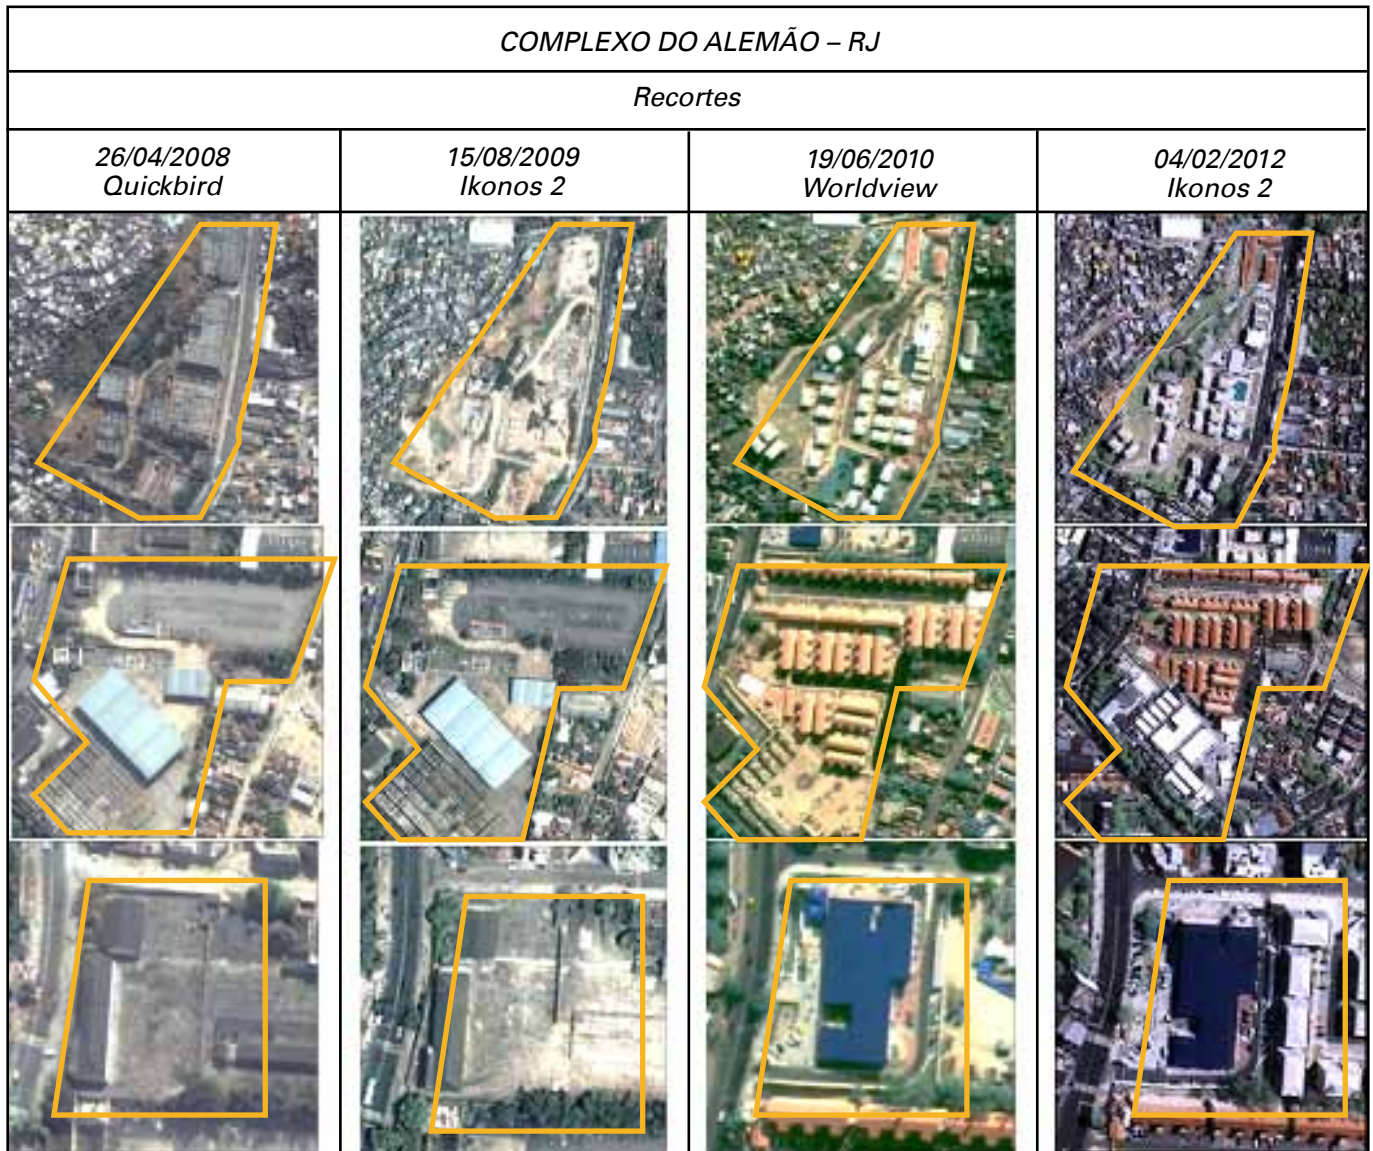 COMPLEXO DO ALEMÃO – RJ
Recortes
26/04/2008
Quickbird
15/08/2009
Ikonos 2
19/06/2010
Worldview
04/02/2012
Ikonos 2